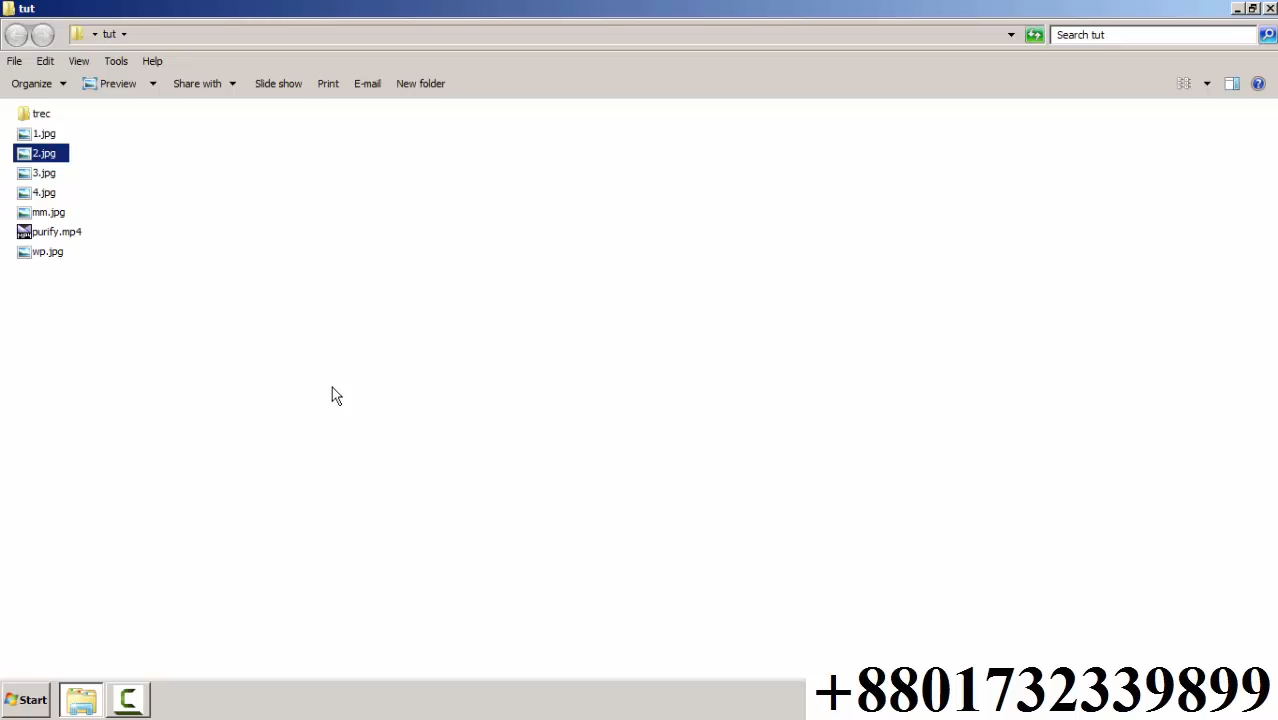 tut
tut
Search tut
File Edit View Tools Help
Organize Preview Share with Slide show Print E-mail New folder
trec
1.jpg
2.jpg
3.jpg
4.jpg
mm.jpg
purify.mp4
wp.jpg
Start
+8801732339899